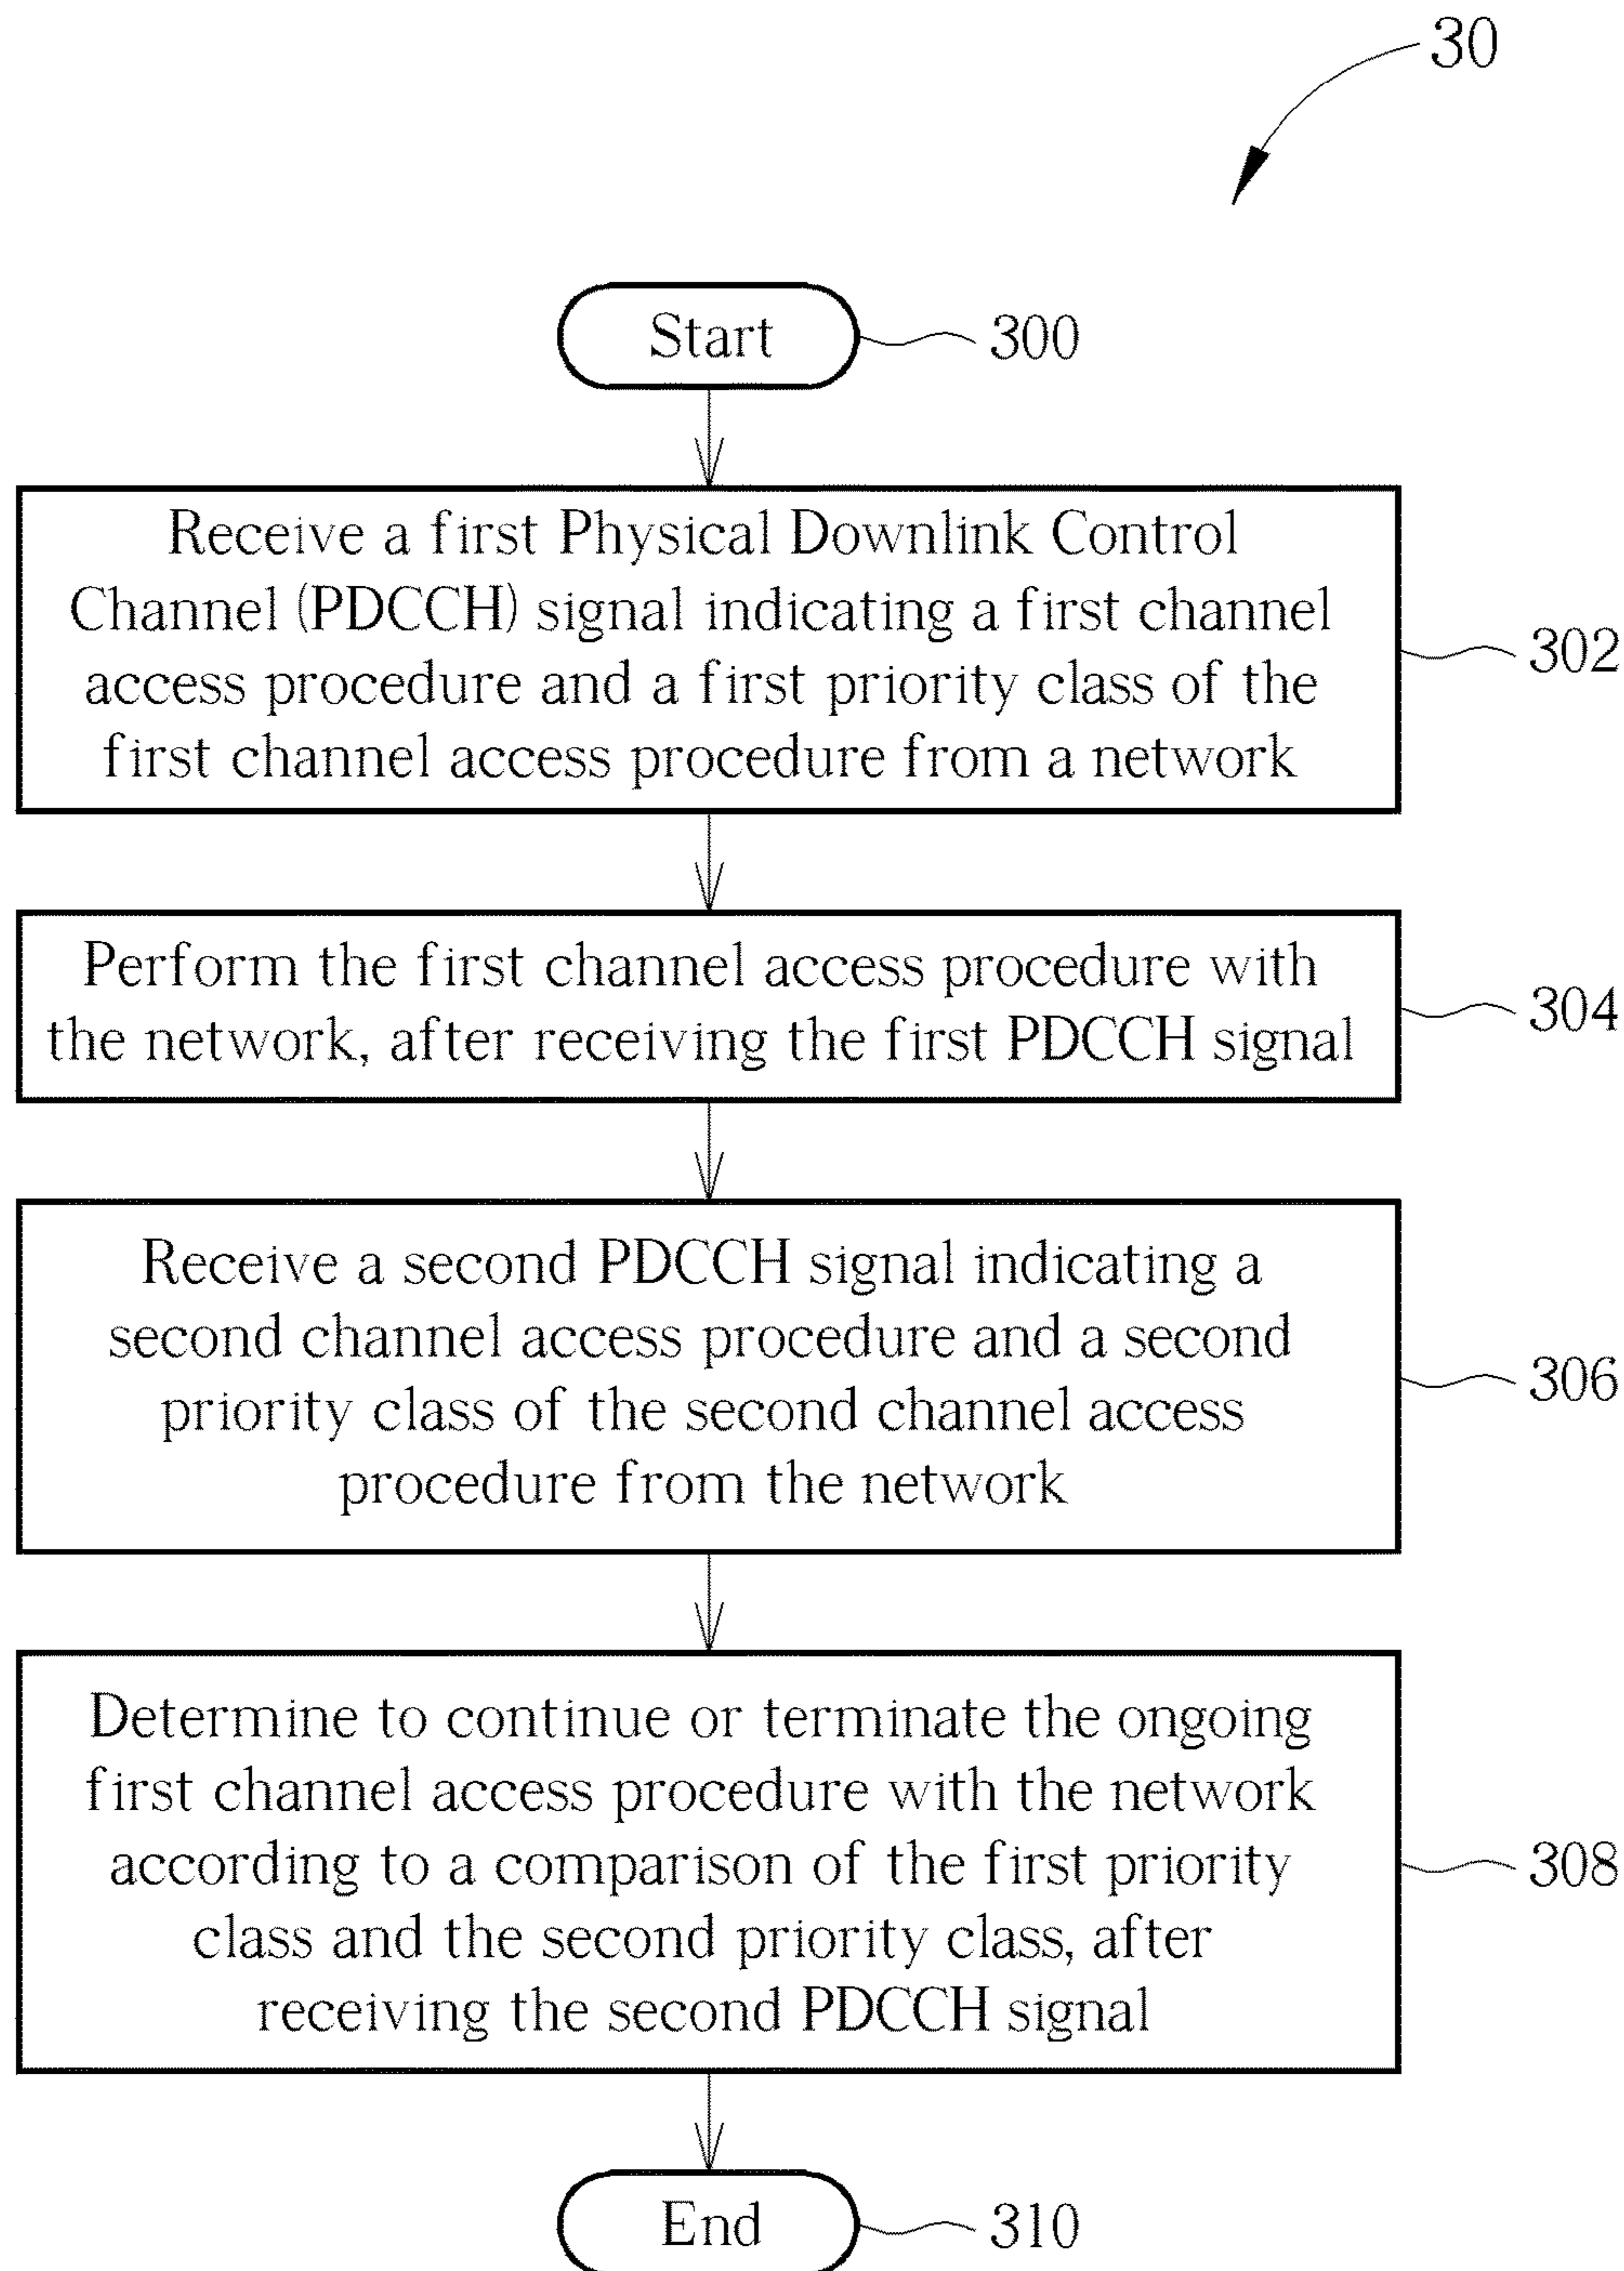 30
Start
300
Receive a first Physical Downlink Control
Channel (PDCCH) signal indicating a first channel
access procedure and a first priority class of the
first channel access procedure from a network
302
Perform the first channel access procedure with
the network, after receiving the first PDCCH signal
304
Receive a second PDCCH signal indicating a
second channel access procedure and a second
priority class of the second channel access
procedure from the network
306
Determine to continue or terminate the ongoing
first channel access procedure with the network
according to a comparison of the first priority
class and the second priority class, after
receiving the second PDCCH signal
308
End
310